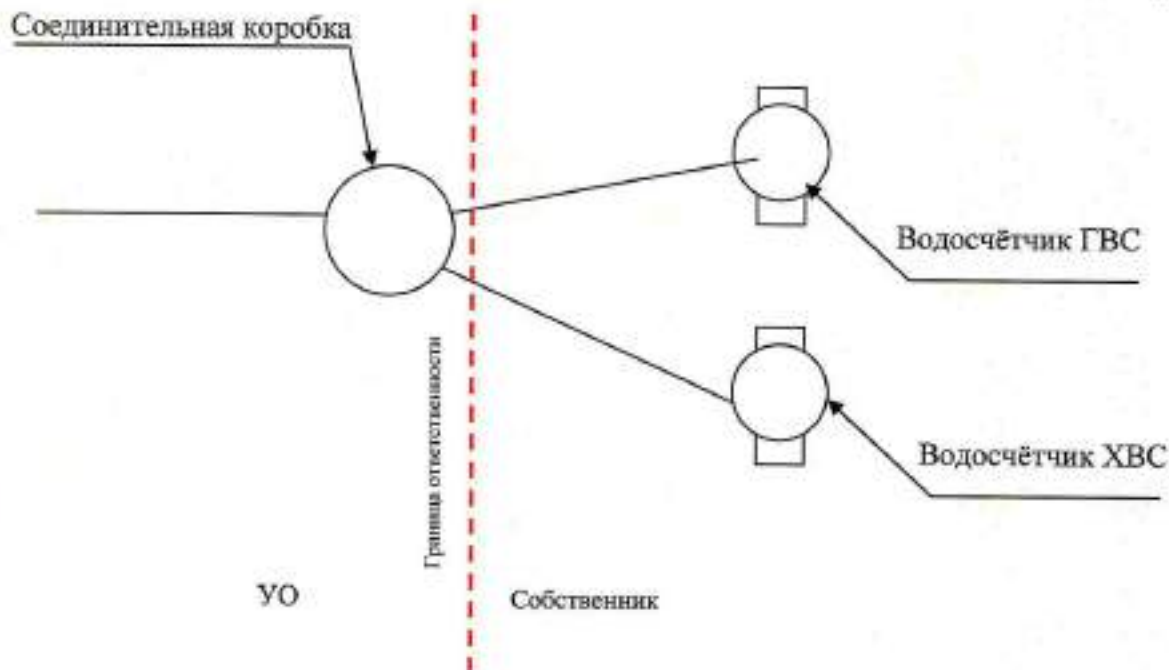 Соединительная коробка
Водосчётчик ГВС
Граница ответственности
Водосчётчик ХВС
УО
Собственник